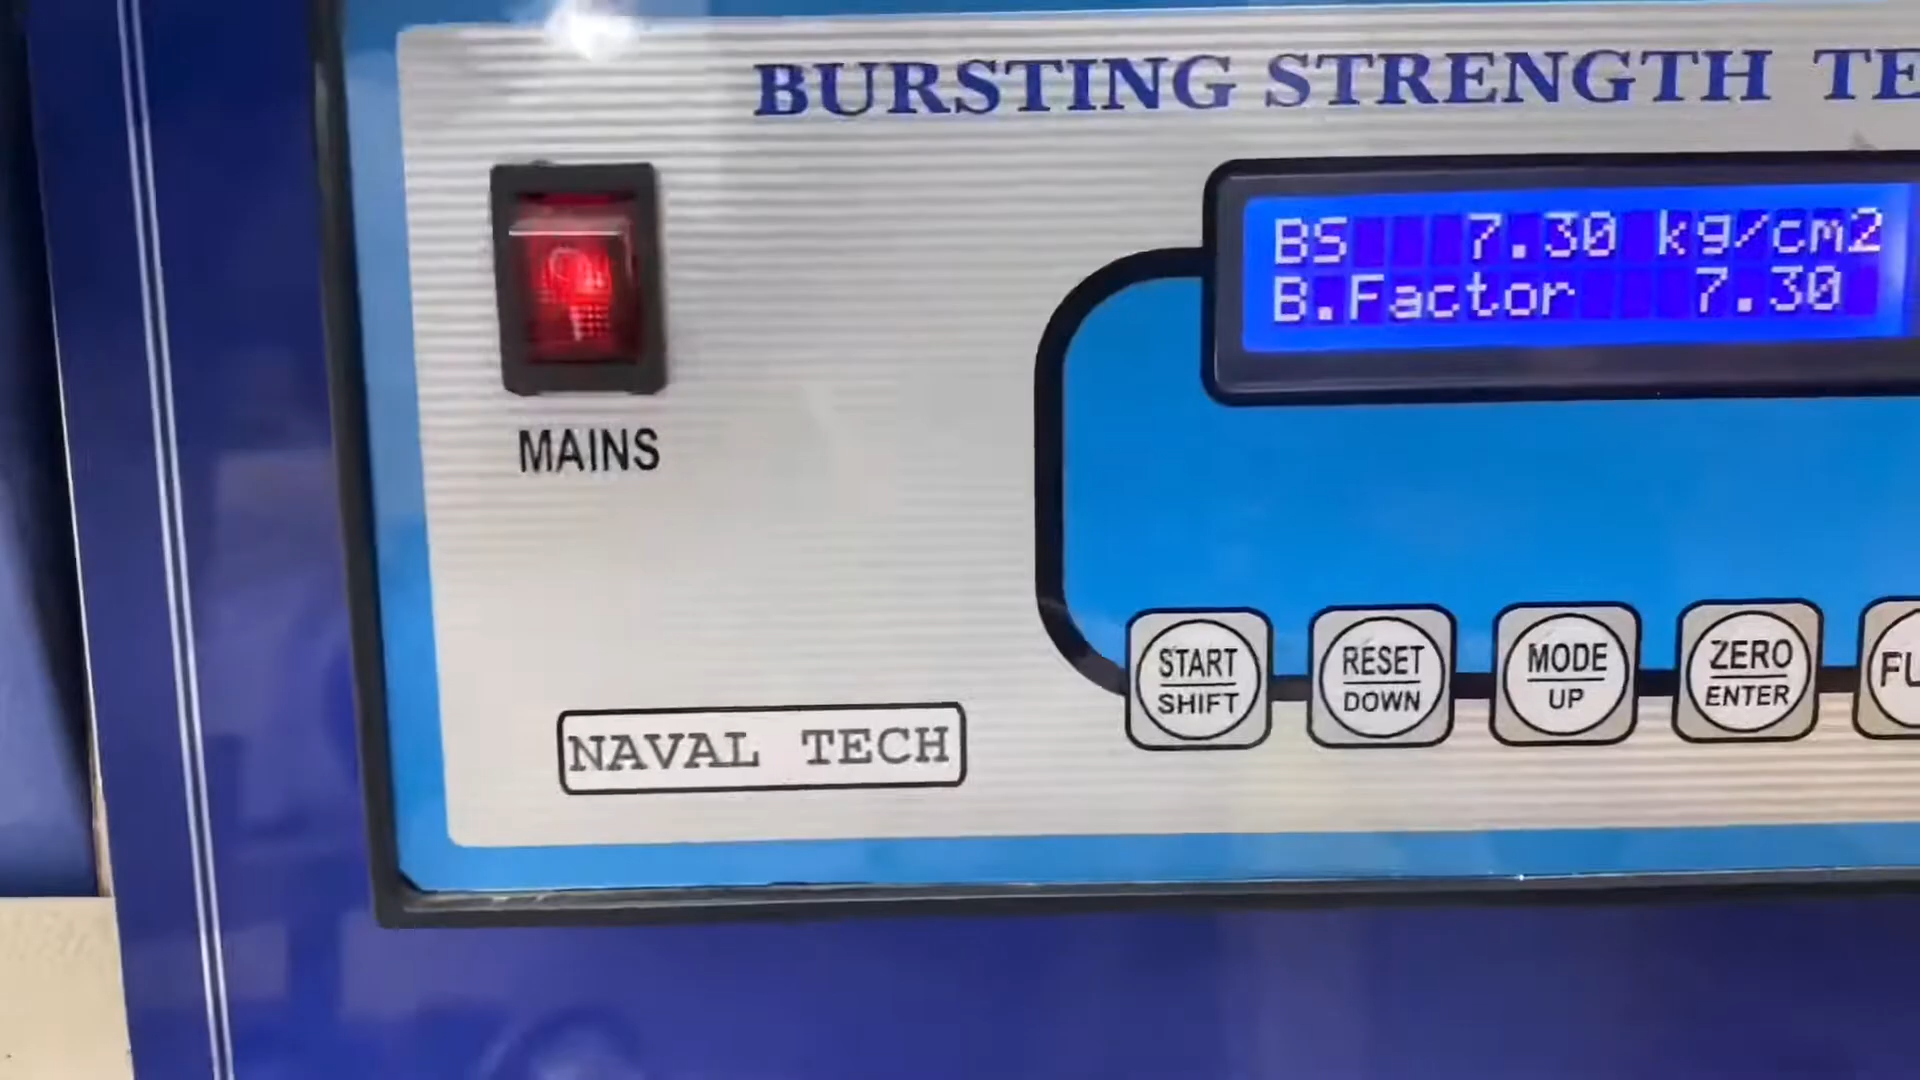 BURSTING STRENGTH TE
BS 7.30 kg/cm2
B.Factor 7.30
MAINS
START
SHIFT
RESET
DOWN
MODE
UP
ZERO
ENTER
FU
NAVAL TECH